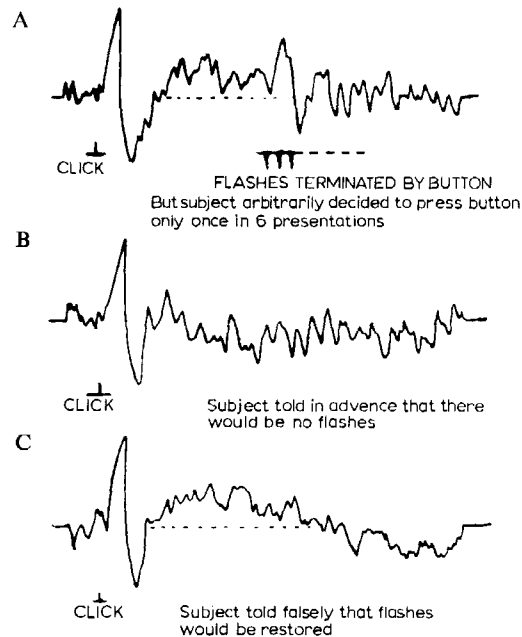 A
CLICK
FLASHES TERMINATED BY BUTTON
But subject arbitrarily decided to press button
only once in 6 presentations
B
CLICK
Subject told in advence that there
would be no flashes
C
CLICK
Subject told falsely that flashes
would be restored